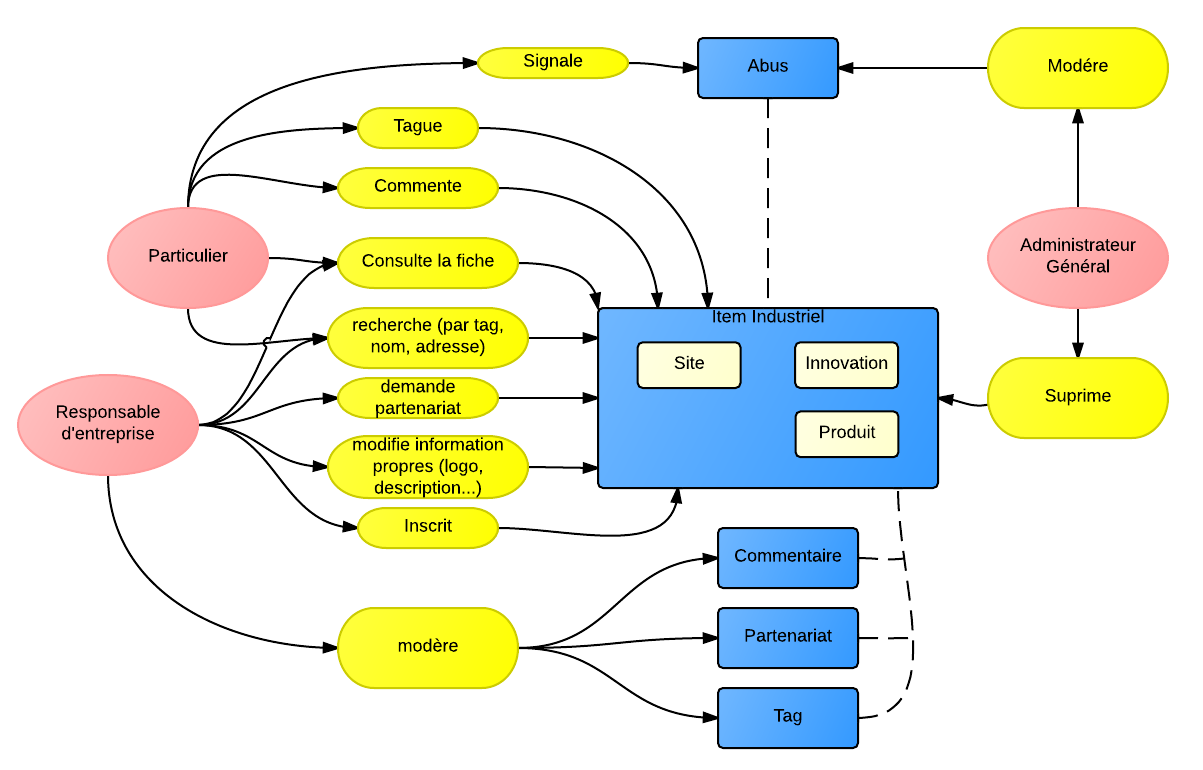 Signale
Abus
Modére
Tague
Commente
Particulier
Consulte la fiche
Administrateur
Général
Item Industriel
recherche (par tag,
nom, adresse)
Site
Innovation
demande
partenariat
Suprime
Responsable
d'entreprise
Produit
modifie information
propres (logo,
description...)
Inscrit
Commentaire
modère
Partenariat
Tag